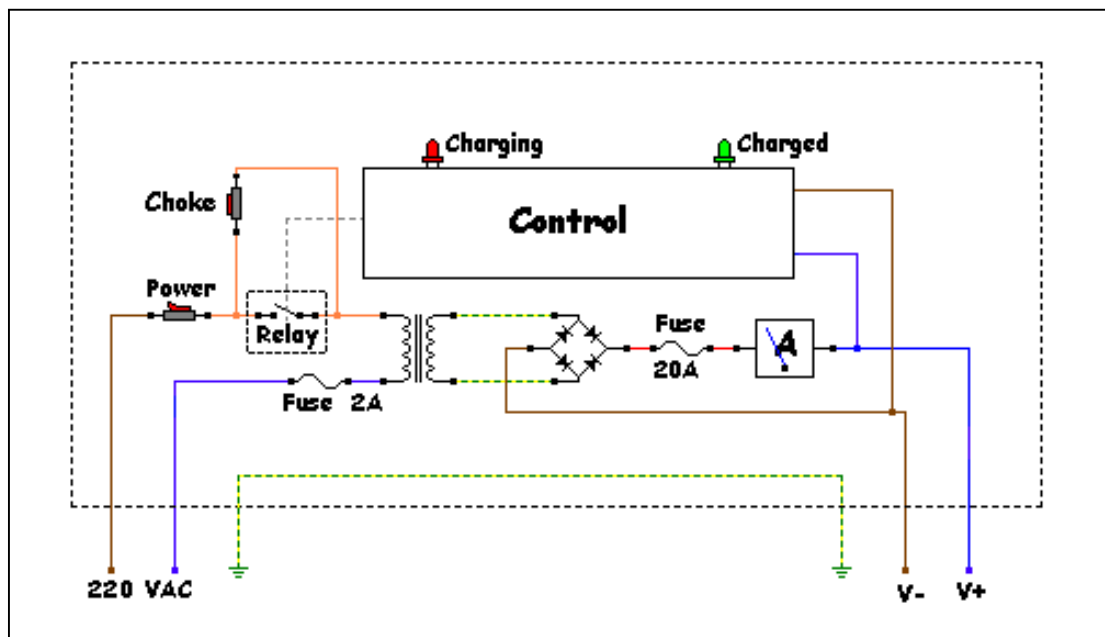 Charging
Charged
Choke
Control
Power
Relay
Fuse
20A
A
Fuse 2A
220 VAC
V-
V+